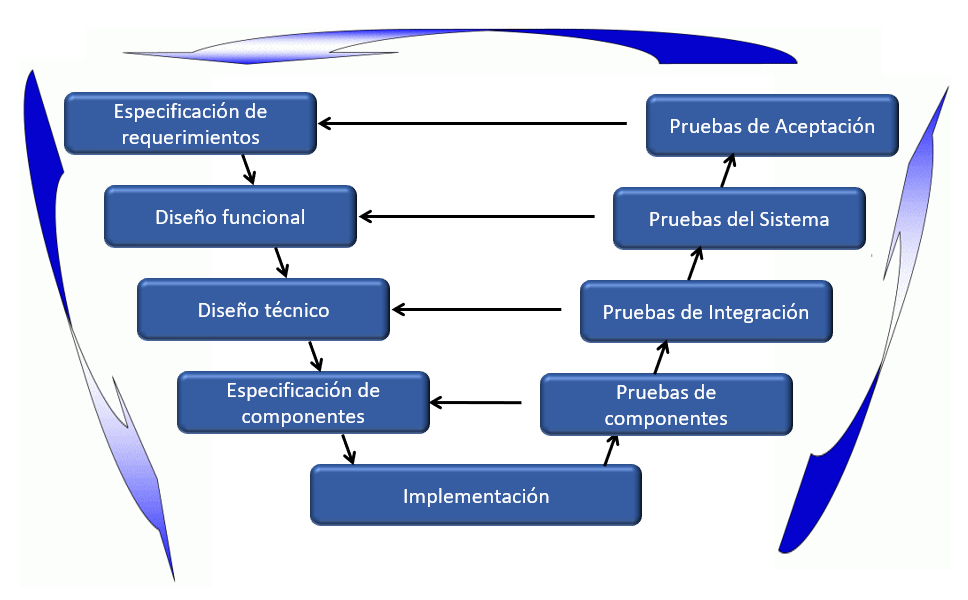 Especificación de
requerimientos
Pruebas de Aceptación
Diseño funcional
Pruebas del Sistema
Diseño técnico
Pruebas de Integración
Especificación de
componentes
Pruebas de
componentes
Implementación